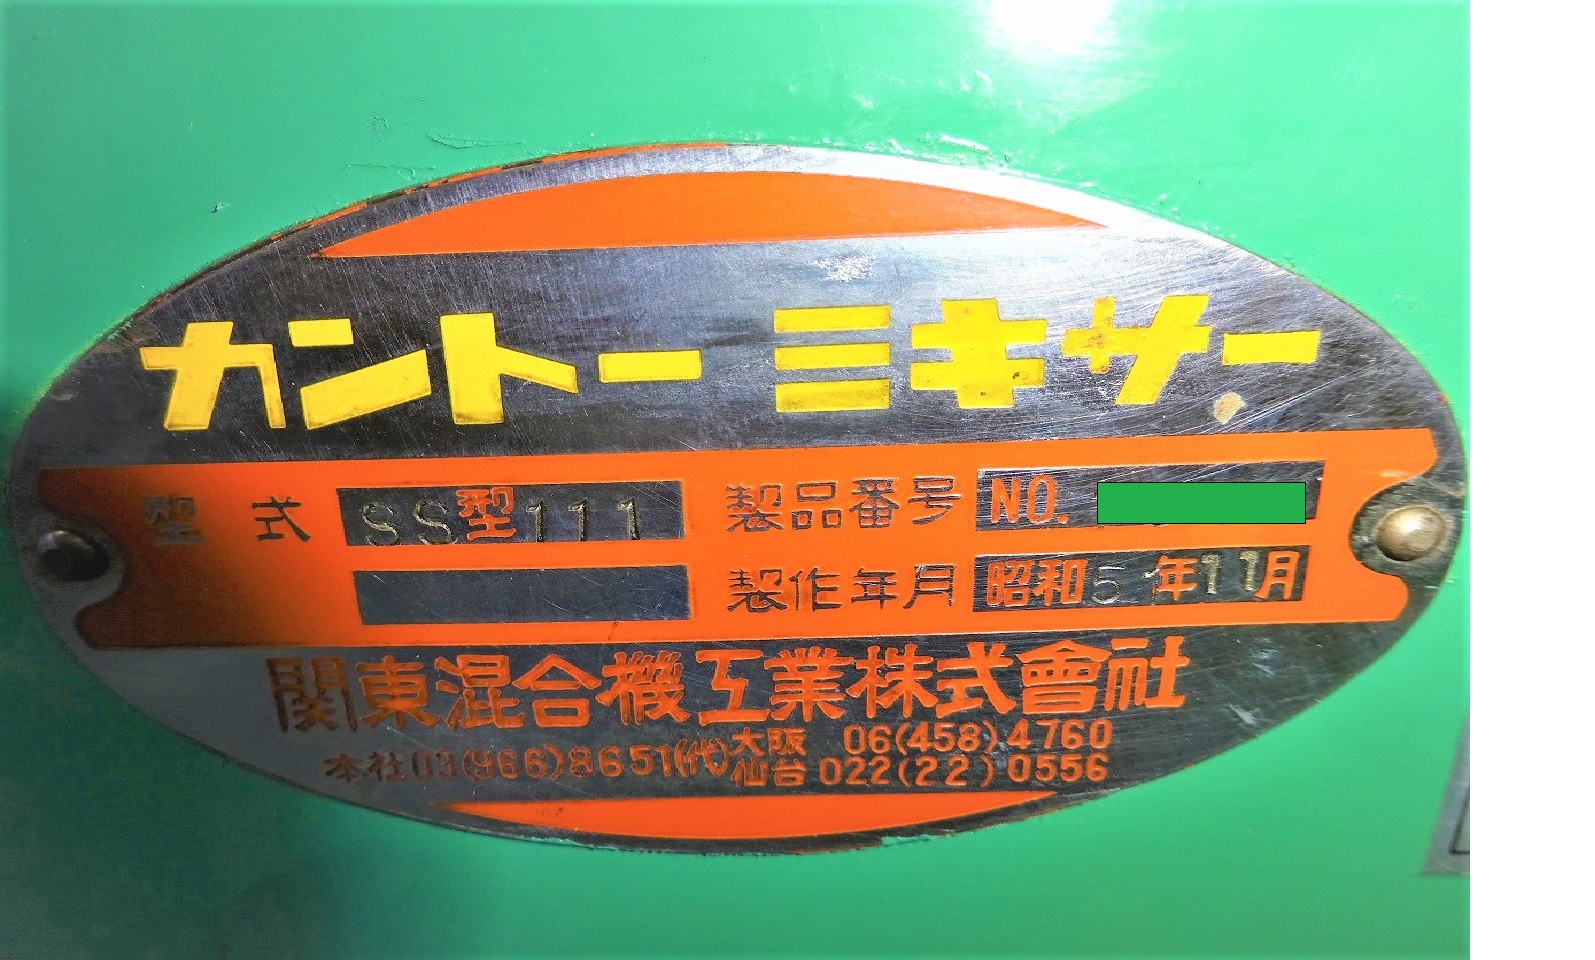 カントー ミキサー
型 式 SS型111 製品番号 NO.
製作年月 昭和5 年11月
関東混合機工業株式會社
本社03(966)8651(代)
大阪 06(458)4760
仙台 022(22)0556